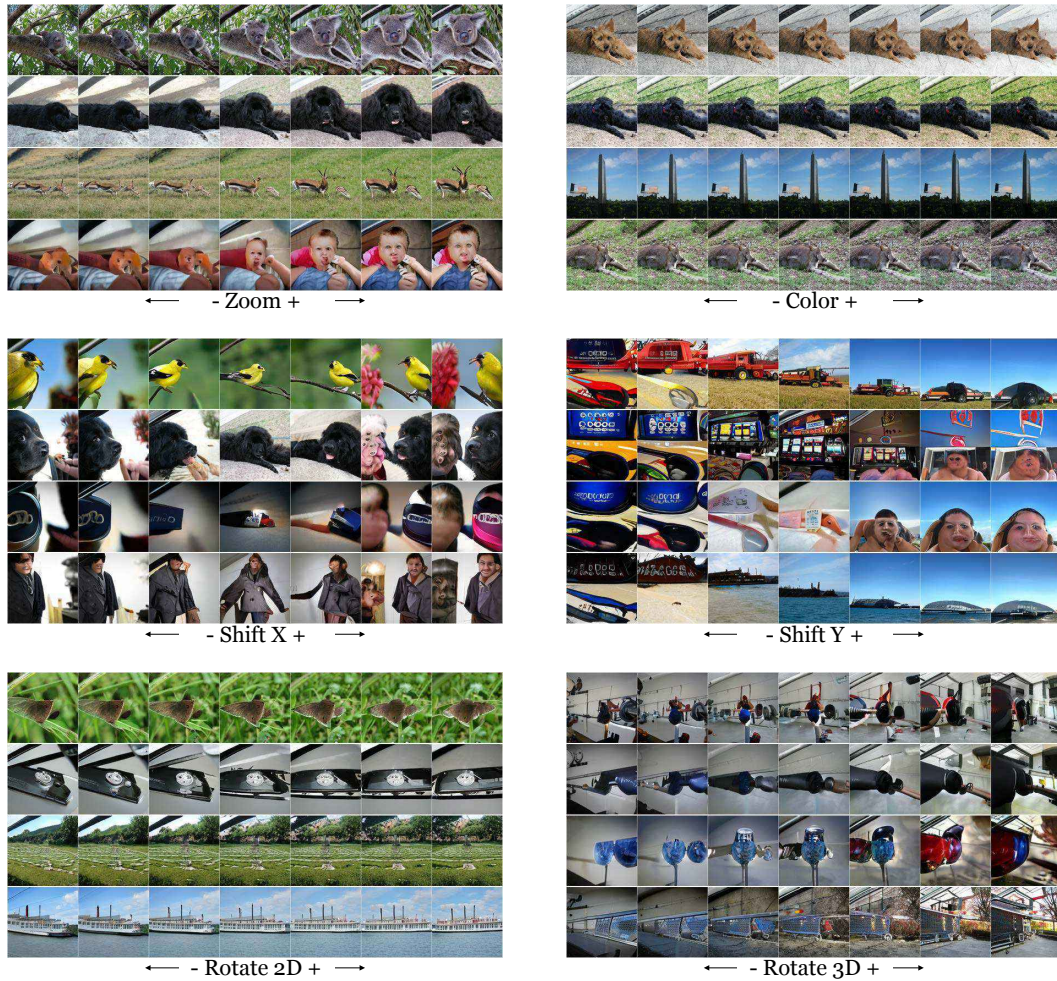 - Zoom +
- Color +
- Shift X +
- Shift Y +
- Rotate 2D +
- Rotate 3D +